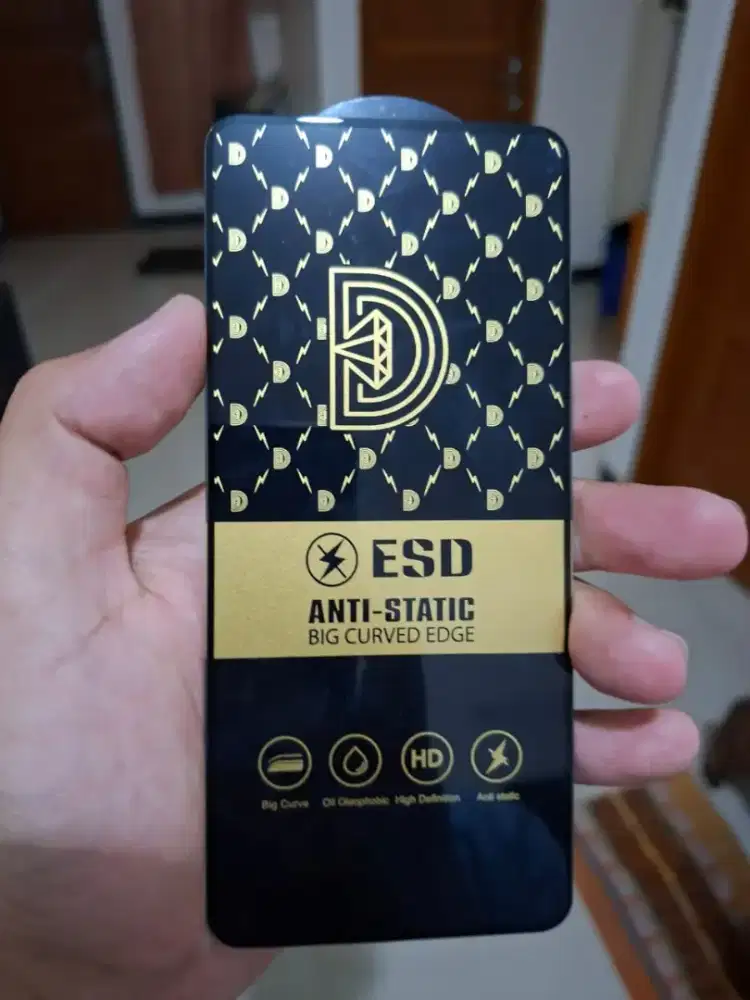 D
ESD
ANTI-STATIC
BIG CURVED EDGE
HD
Big Curve Oil Oleophobic High Definition Anti static